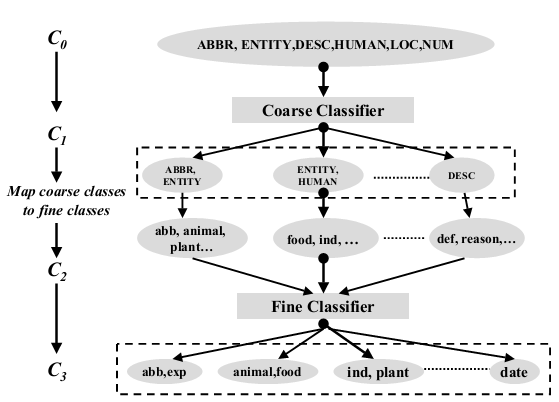 C0
ABBR, ENTITY,DESC,HUMAN,LOC,NUM
Coarse Classifier
C1
ABBR,
ENTITY
ENTITY,
HUMAN
DESC
Map coarse classes
to fine classes
abb, animal,
plant…
food, ind, …
def, reason,…
C2
Fine Classifier
C3
abb,exp
animal,food
ind, plant
date